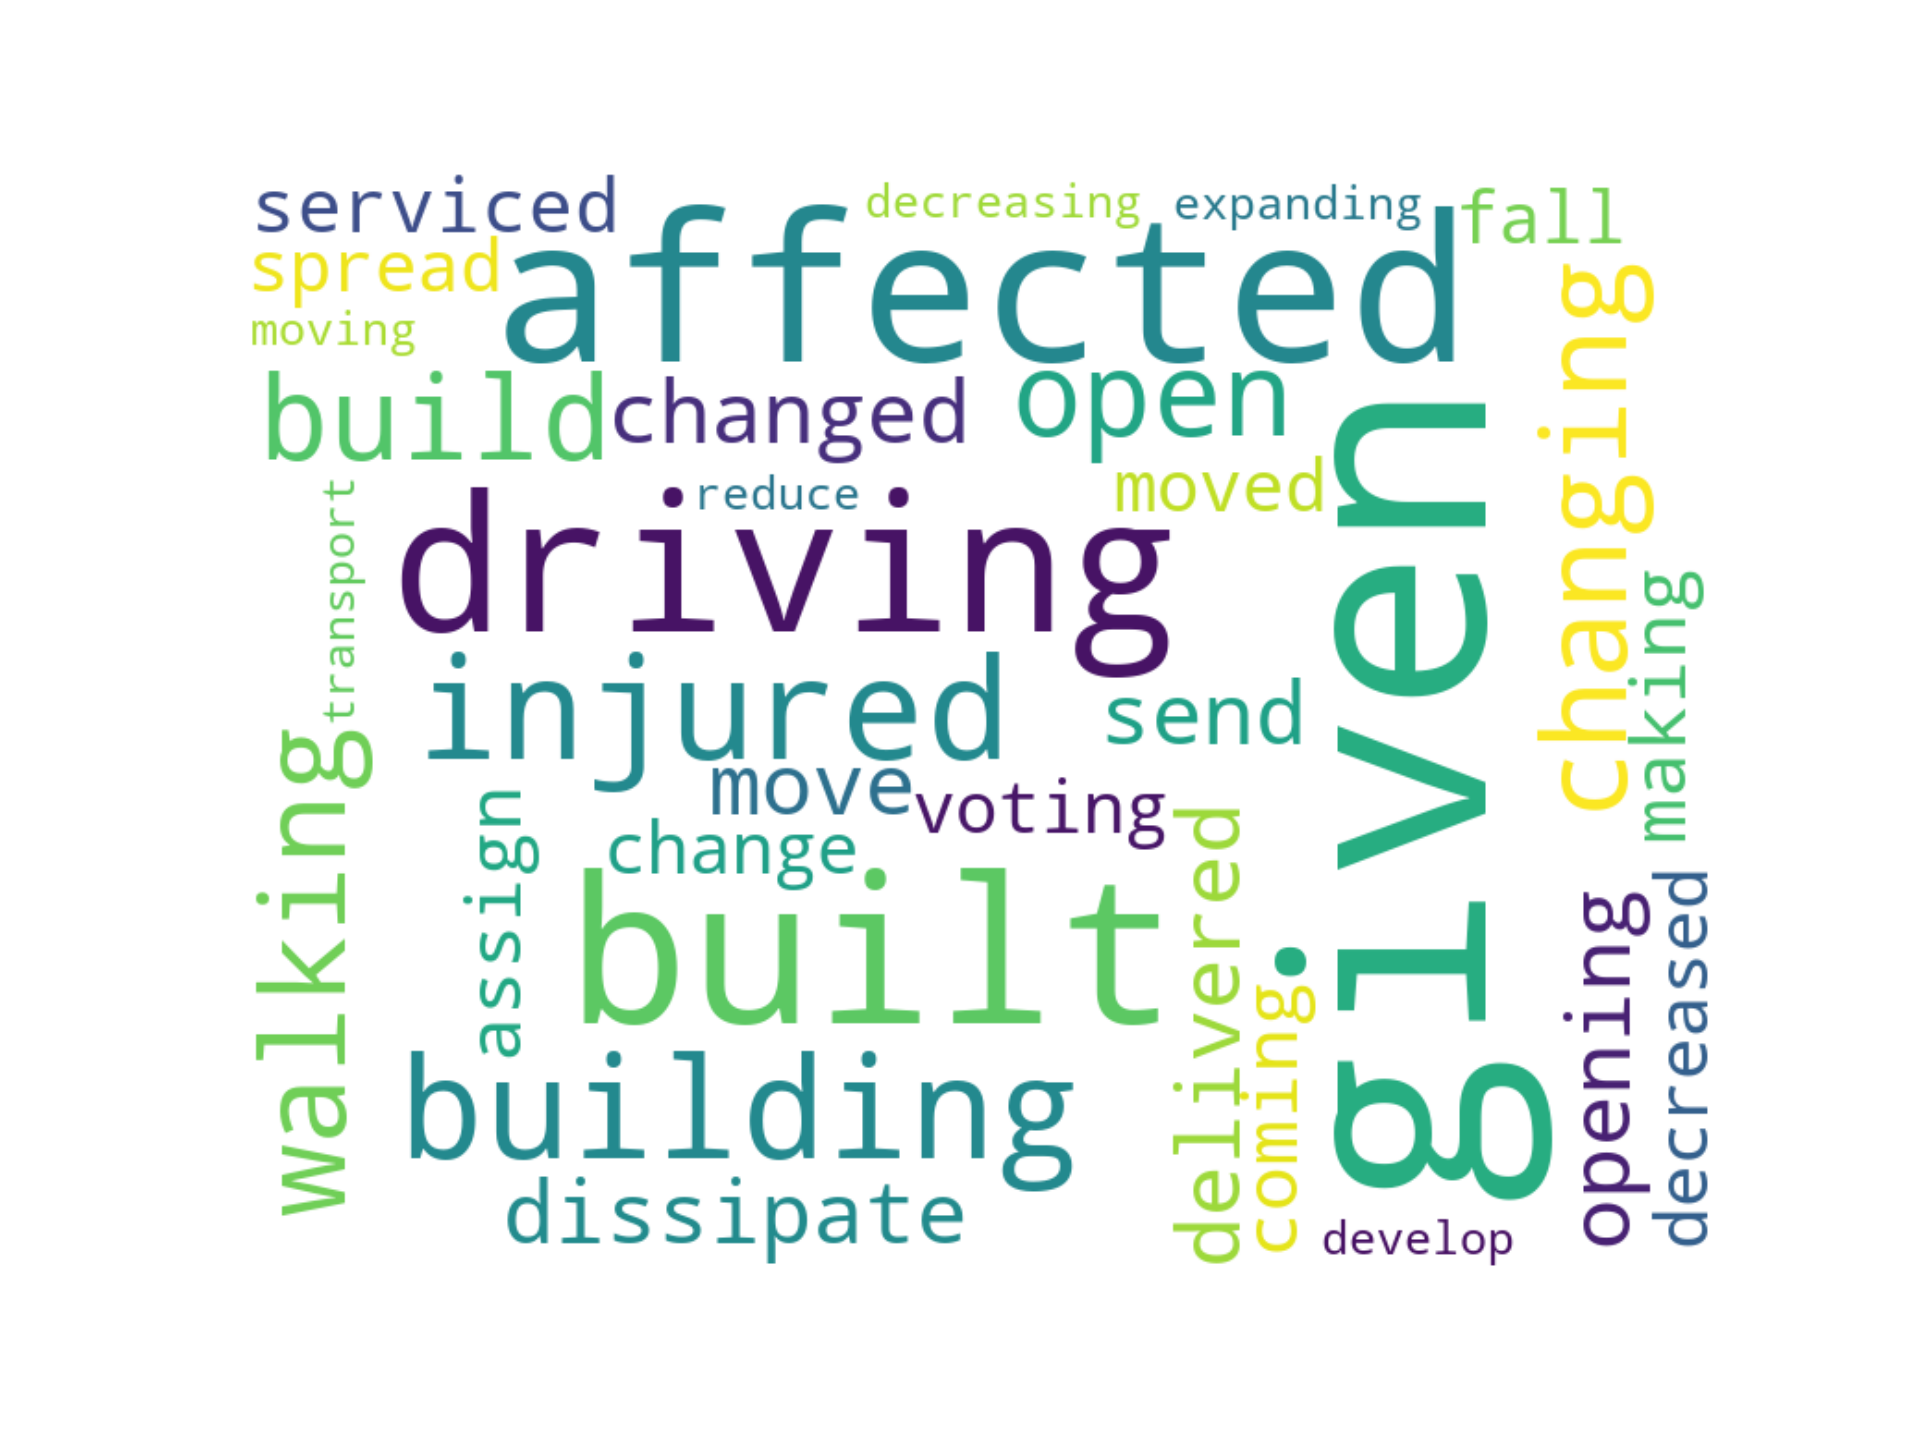 serviced
decreasing
expanding
fall
spread
affected
moving
changing
build
changed
open
given
reduce
moved
transport
driving
making
injured
send
walking
move
voting
assign
change
delivered
built
decreased
opening
coming
building
dissipate
develop